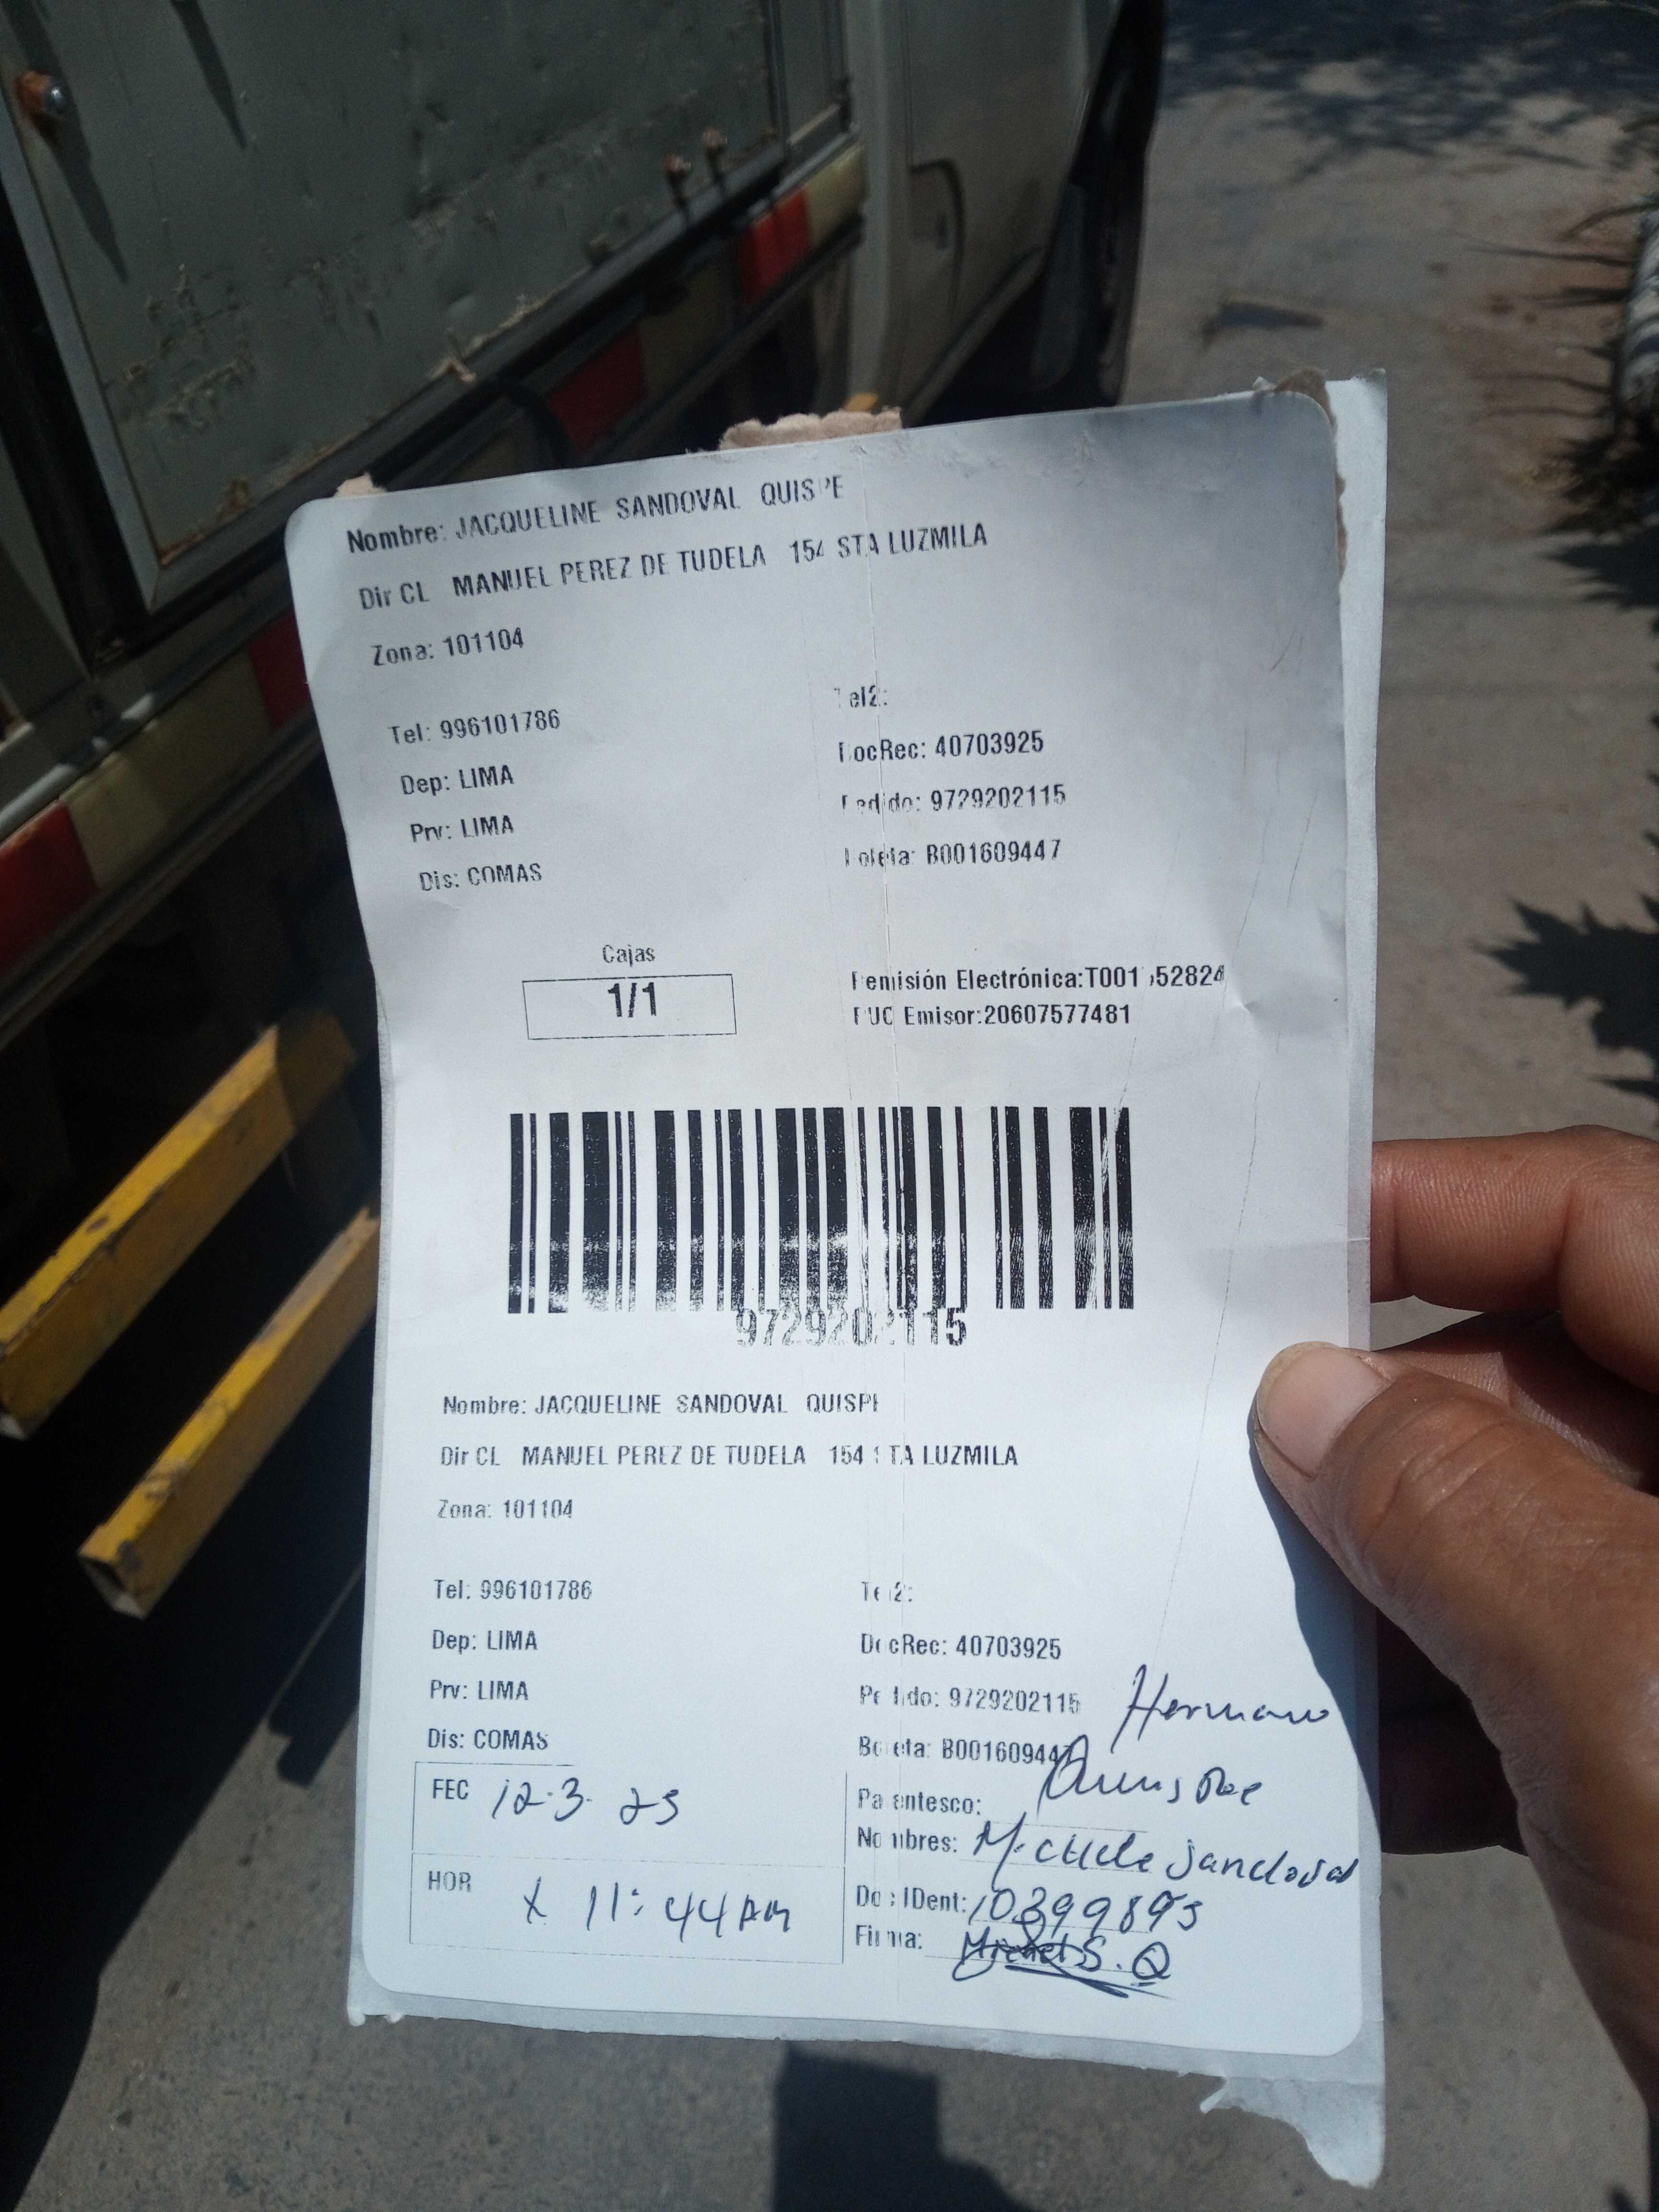 Nombre: JACQUELINE SANDOVAL QUISPE
Dir CL MANUEL PEREZ DE TUDELA 154 STA LUZMILA
Zona: 101104
Tel: 996101786 Tel2:
Dep: LIMA DocRec: 40703925
Prv: LIMA Pedido: 9729202115
Dis: COMAS Boleta: B001609447
Cajas
1/1
Remisión Electrónica:
RUC Emisor:20607577481
9729202115
Nombre: JACQUELINE SANDOVAL QUISPE
Dir CL MANUEL PEREZ DE TUDELA 154 STA LUZMILA
Zona: 101104
Tel: 996101786 Tel2:
Dep: LIMA DocRec: 40703925
Prv: LIMA Pedido: 9729202115 Hermano
Dis: COMAS Boleta: B001609447
FEC 12.3. Parentesco:
Nombres: Sandoval
HOR x 11:44 AM Doc IDent:
Firma: S.Q